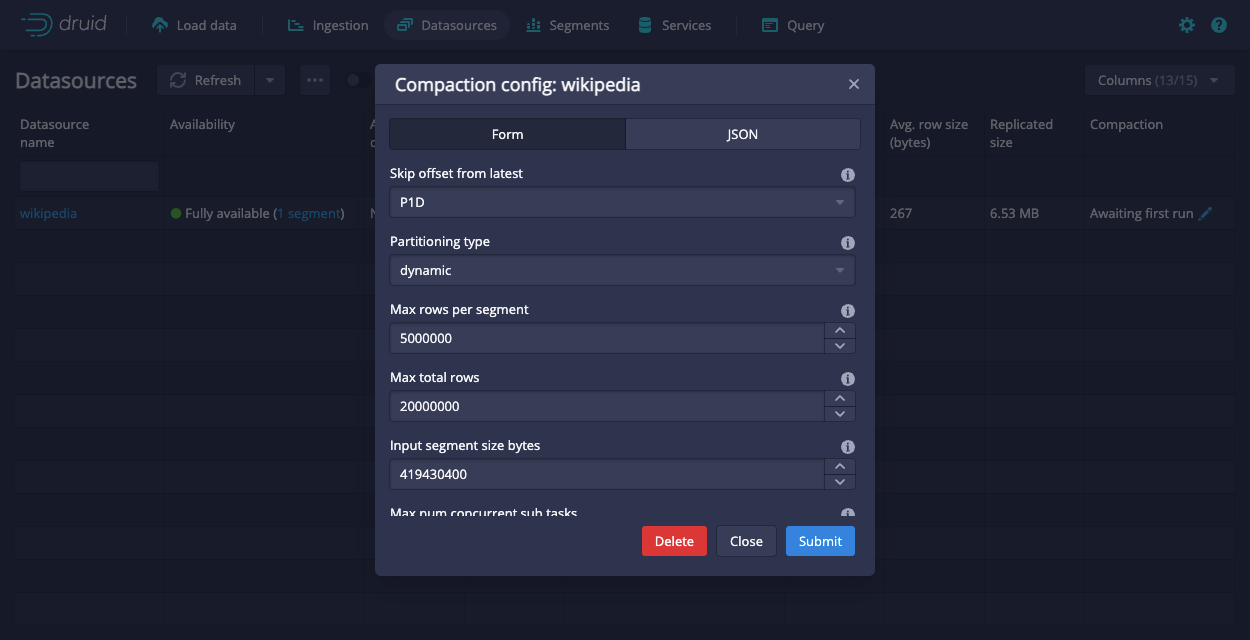 druid
Load data
Ingestion
Datasources
Segments
Services
Query
Datasources
Refresh
Columns (13/15)
Datasource
name
Availability
Avg. row size
(bytes)
Replicated
size
Compaction
wikipedia
Fully available (1 segment)
267
6.53 MB
Awaiting first run
Compaction config: wikipedia
Form
JSON
Skip offset from latest
P1D
Partitioning type
dynamic
Max rows per segment
5000000
Max total rows
20000000
Input segment size bytes
419430400
Max num concurrent sub tasks
Delete
Close
Submit